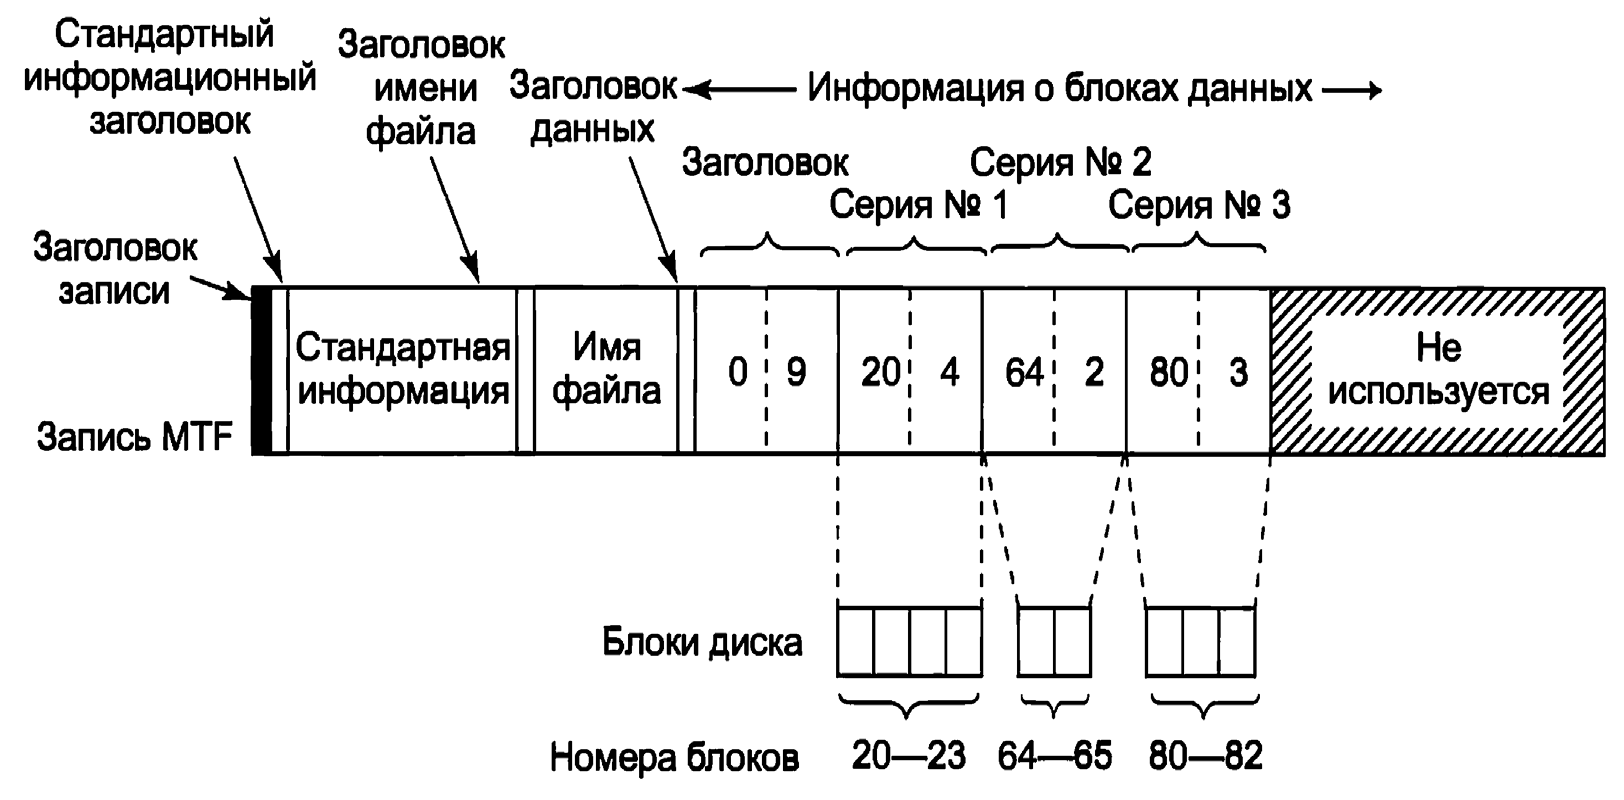 Стандартный
информационный
заголовок
Заголовок
имени
файла
Заголовок
данных
Информация о блоках данных
Заголовок
Серия № 1
Серия № 2
Серия № 3
Заголовок
записи
Запись MTF
Стандартная
информация
Имя
файла
0 9 20 4 64 2 80 3
Не
используется
Блоки диска
Номера блоков 20—23 64—65 80—82